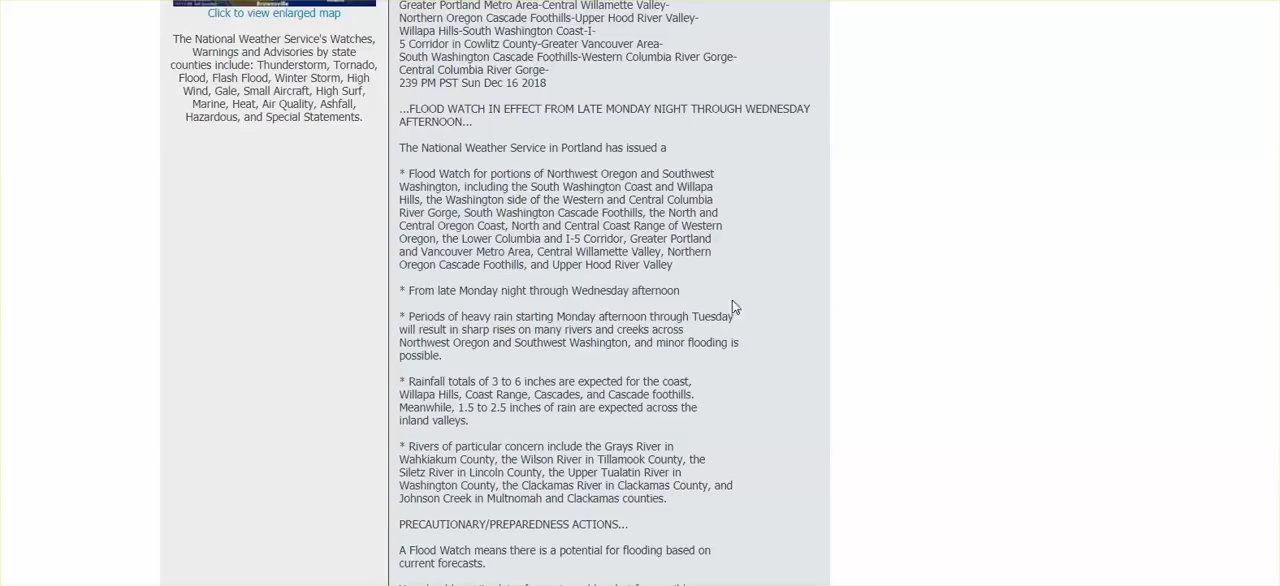 Click to view enlarged map
The National Weather Service's Watches,
Warnings and Advisories by state
counties include: Thunderstorm, Tornado,
Flood, Flash Flood, Winter Storm, High
Wind, Gale, Small Aircraft, High Surf,
Marine, Heat, Air Quality, Ashfall,
Hazardous, and Special Statements.
Greater Portland Metro Area-Central Willamette Valley-
Northern Oregon Cascade Foothills-Upper Hood River Valley-
Willapa Hills-South Washington Coast-I-
5 Corridor in Cowlitz County-Greater Vancouver Area-
South Washington Cascade Foothills-Western Columbia River Gorge-
Central Columbia River Gorge-
239 PM PST Sun Dec 16 2018
...FLOOD WATCH IN EFFECT FROM LATE MONDAY NIGHT THROUGH WEDNESDAY
AFTERNOON...
The National Weather Service in Portland has issued a
* Flood Watch for portions of Northwest Oregon and Southwest
Washington, including the South Washington Coast and Willapa
Hills, the Washington side of the Western and Central Columbia
River Gorge, South Washington Cascade Foothills, the North and
Central Oregon Coast, North and Central Coast Range of Western
Oregon, the Lower Columbia and I-5 Corridor, Greater Portland
and Vancouver Metro Area, Central Willamette Valley, Northern
Oregon Cascade Foothills, and Upper Hood River Valley
* From late Monday night through Wednesday afternoon
* Periods of heavy rain starting Monday afternoon through Tuesday
will result in sharp rises on many rivers and creeks across
Northwest Oregon and Southwest Washington, and minor flooding is
possible.
* Rainfall totals of 3 to 6 inches are expected for the coast,
Willapa Hills, Coast Range, Cascades, and Cascade foothills.
Meanwhile, 1.5 to 2.5 inches of rain are expected across the
inland valleys.
* Rivers of particular concern include the Grays River in
Wahkiakum County, the Wilson River in Tillamook County, the
Siletz River in Lincoln County, the Upper Tualatin River in
Washington County, the Clackamas River in Clackamas County, and
Johnson Creek in Multnomah and Clackamas counties.
PRECAUTIONARY/PREPAREDNESS ACTIONS...
A Flood Watch means there is a potential for flooding based on
current forecasts.